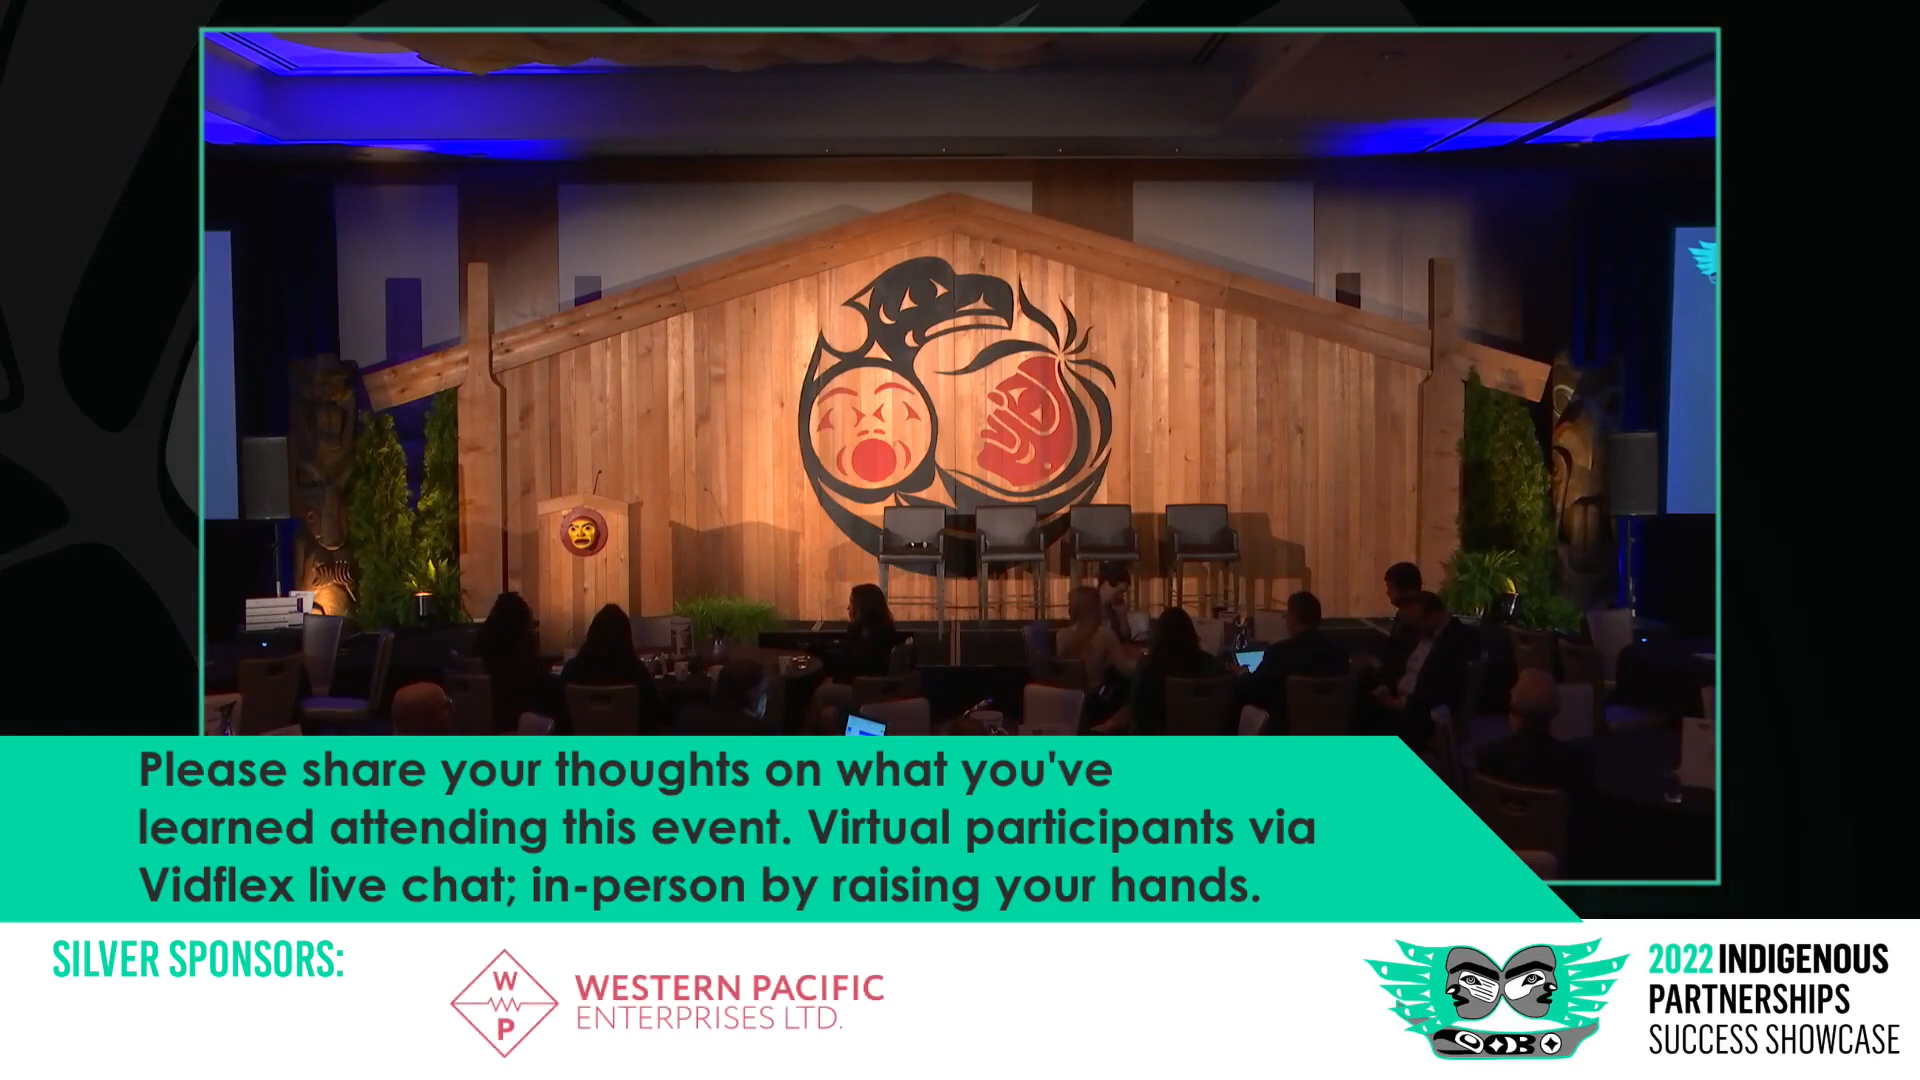 Please share your thoughts on what you've
learned attending this event. Virtual participants via
Vidflex live chat; in-person by raising your hands.
SILVER SPONSORS:
W
P
WESTERN PACIFIC
ENTERPRISES LTD.
2022 INDIGENOUS
PARTNERSHIPS
SUCCESS SHOWCASE